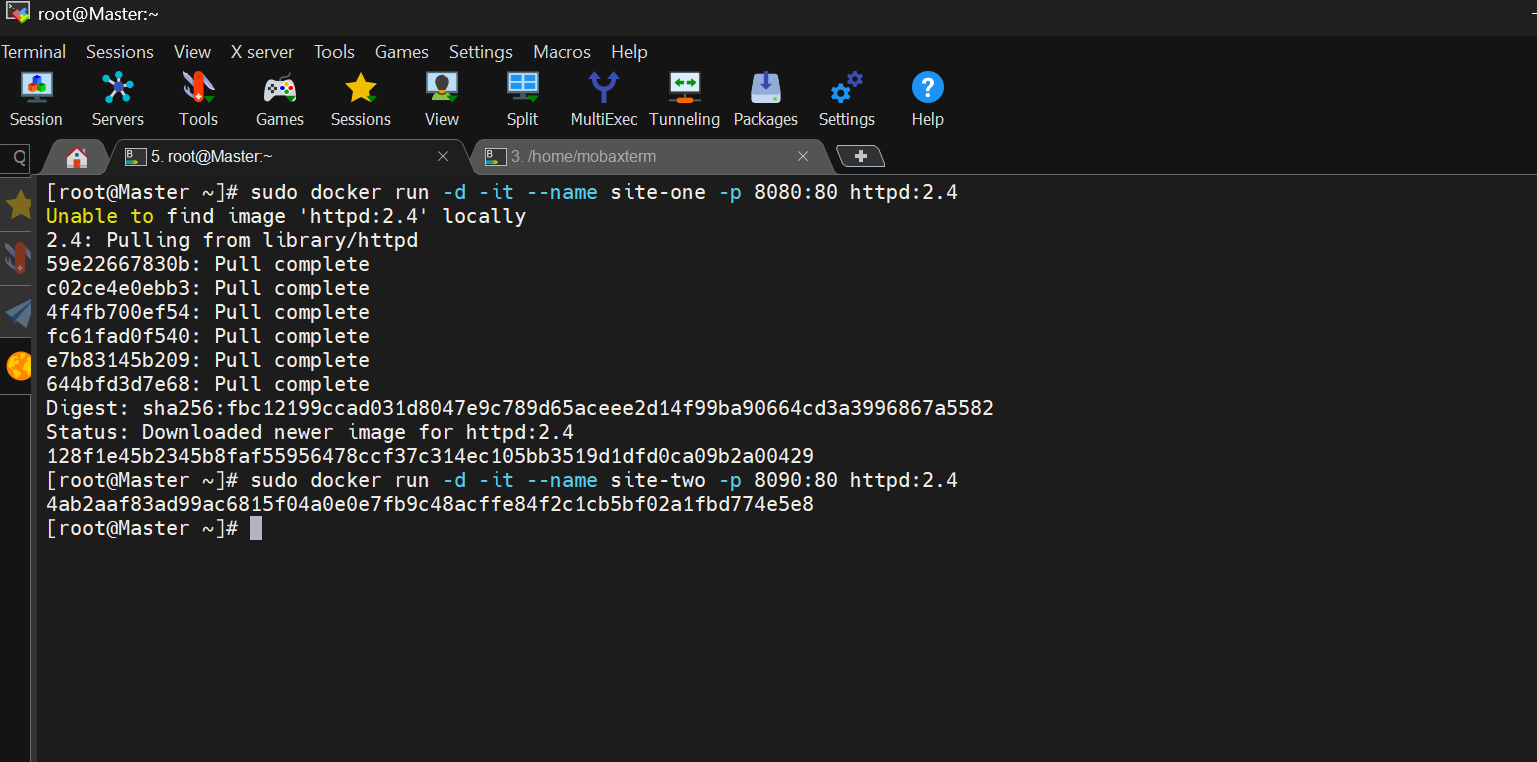 root@Master:~
Terminal Sessions View X server Tools Games Settings Macros Help
Session Servers Tools Games Sessions View Split MultiExec Tunneling Packages Settings Help
5. root@Master:~
3. /home/mobaxterm
[root@Master ~]# sudo docker run -d -it --name site-one -p 8080:80 httpd:2.4
Unable to find image 'httpd:2.4' locally
2.4: Pulling from library/httpd
59e22667830b: Pull complete
c02ce4e0ebb3: Pull complete
4f4fb700ef54: Pull complete
fc61fad0f540: Pull complete
e7b83145b209: Pull complete
644bfd3d7e68: Pull complete
Digest: sha256:fbc12199ccad031d8047e9c789d65aceee2d14f99ba90664cd3a3996867a5582
Status: Downloaded newer image for httpd:2.4
128f1e45b2345b8faf55956478ccf37c314ec105bb3519d1dfd0ca09b2a00429
[root@Master ~]# sudo docker run -d -it --name site-two -p 8090:80 httpd:2.4
4ab2aaf83ad99ac6815f04a0e0e7fb9c48acffe84f2c1cb5bf02a1fbd774e5e8
[root@Master ~]#